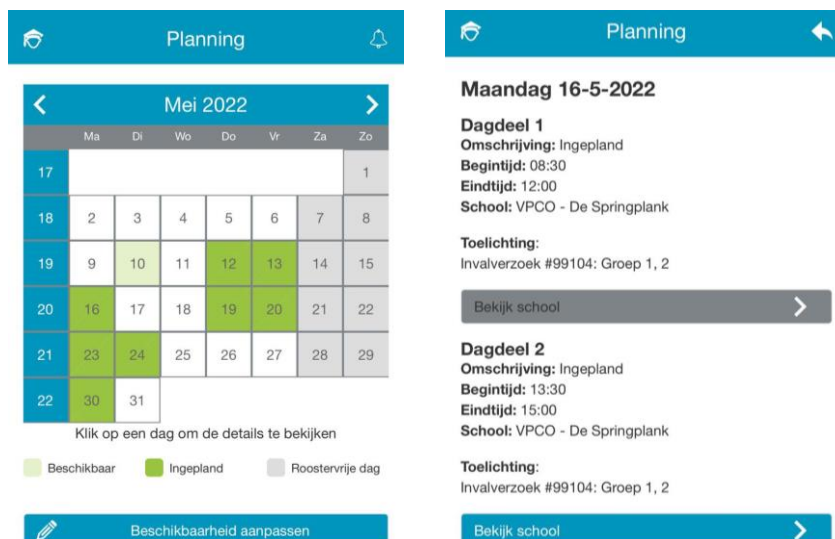 Planning
Mei 2022
Ma Di Wo Do Vr Za Zo
17 1
18 2 3 4 5 6 7 8
19 9 10 11 12 13 14 15
20 16 17 18 19 20 21 22
21 23 24 25 26 27 28 29
22 30 31
Klik op een dag om de details te bekijken
Beschikbaar Ingepland Roostervrije dag
Beschikbaarheid aanpassen
Planning
Maandag 16-5-2022
Dagdeel 1
Omschrijving: Ingepland
Begintijd: 08:30
Eindtijd: 12:00
School: VPCO - De Springplank
Toelichting:
Invalverzoek #99104: Groep 1, 2
Bekijk school
Dagdeel 2
Omschrijving: Ingepland
Begintijd: 13:30
Eindtijd: 15:00
School: VPCO - De Springplank
Toelichting:
Invalverzoek #99104: Groep 1, 2
Bekijk school